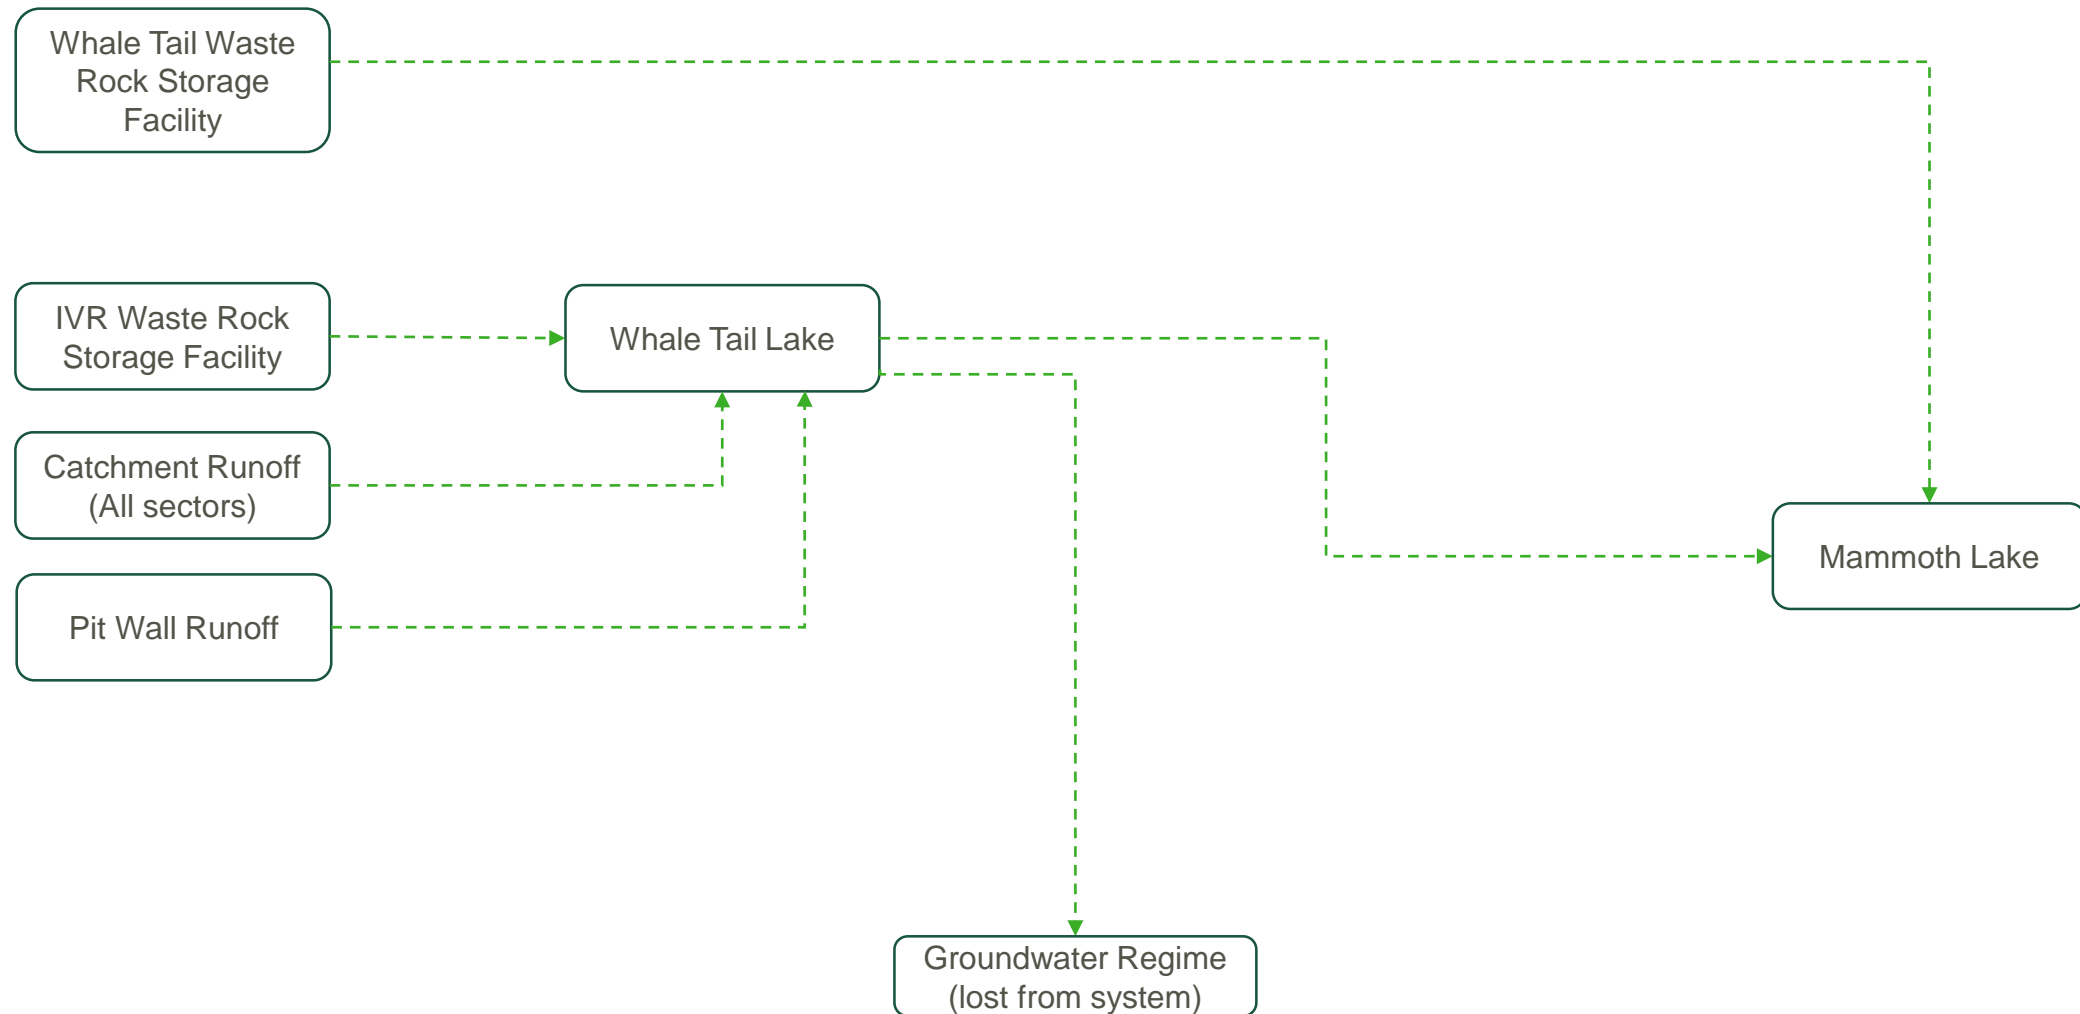 Whale Tail Waste
Rock Storage
Facility
IVR Waste Rock
Storage Facility
Whale Tail Lake
Catchment Runoff
(All sectors)
Mammoth Lake
Pit Wall Runoff
Groundwater Regime
(lost from system)